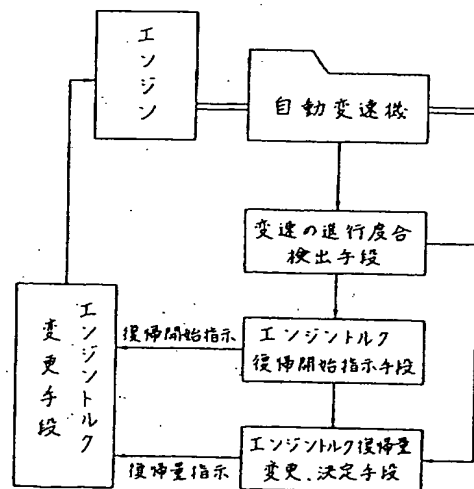 エンジン
自動変速機
変速の進行度合
検出手段
エンジントルク
変更手段
復帰開始指示
エンジントルク
復帰開始指示手段
復帰量指示
エンジントルク復帰量
変更、決定手段